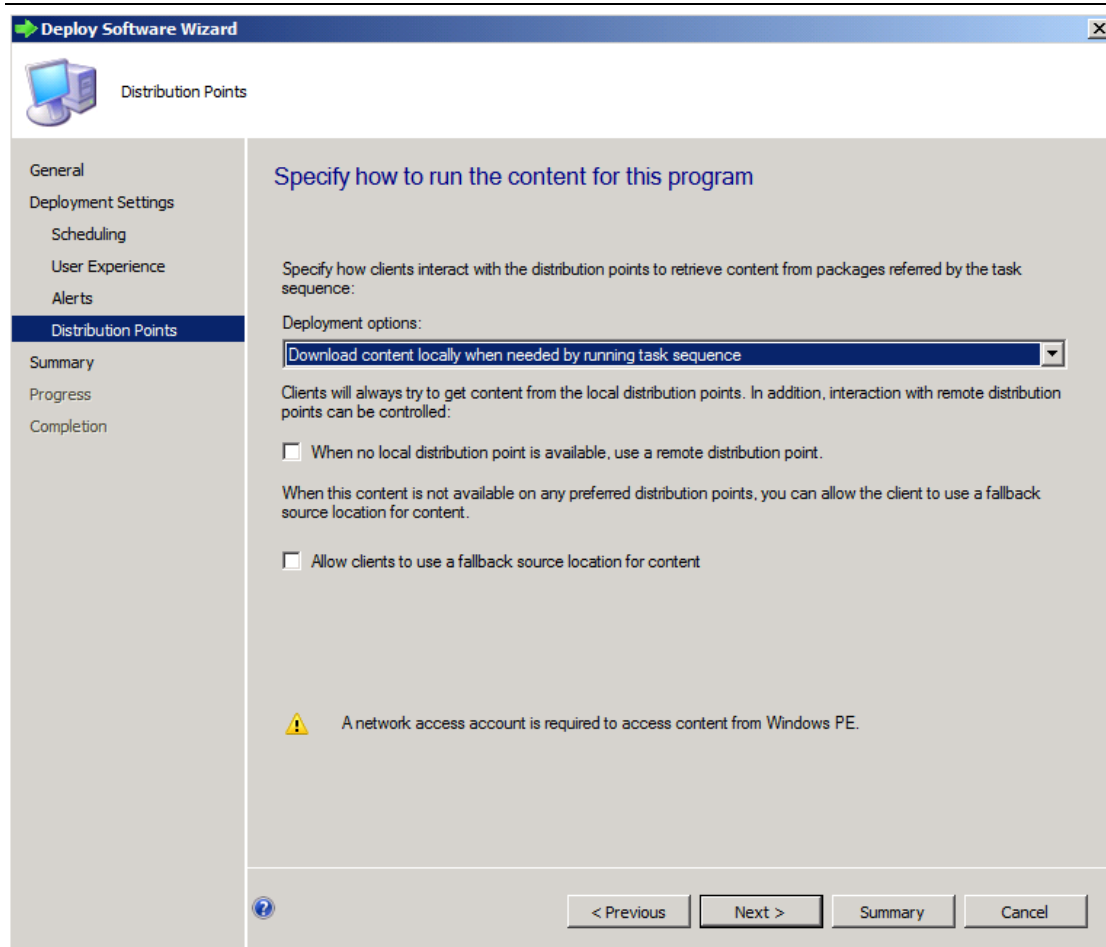 Deploy Software Wizard
Distribution Points
General
Deployment Settings
Scheduling
User Experience
Alerts
Distribution Points
Summary
Progress
Completion
Specify how to run the content for this program
Specify how clients interact with the distribution points to retrieve content from packages referred by the task
sequence:
Deployment options:
Download content locally when needed by running task sequence
Clients will always try to get content from the local distribution points. In addition, interaction with remote distribution
points can be controlled:
When no local distribution point is available, use a remote distribution point.
When this content is not available on any preferred distribution points, you can allow the client to use a fallback
source location for content.
Allow clients to use a fallback source location for content
A network access account is required to access content from Windows PE.
< Previous
Next >
Summary
Cancel